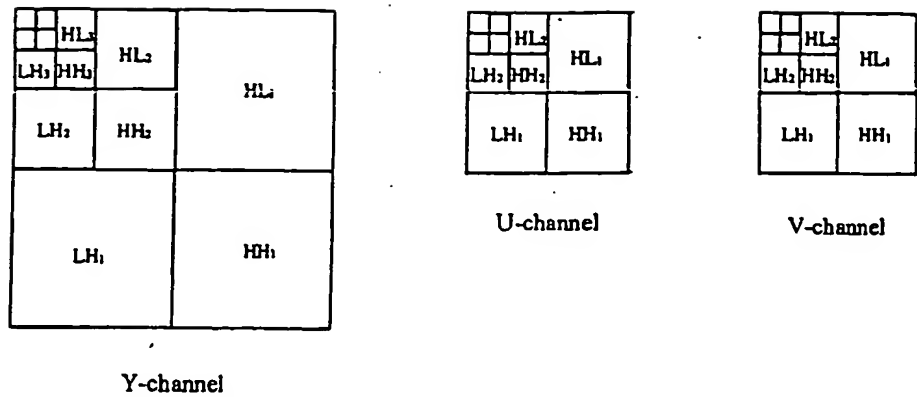 HL₃
LH₃ HH₃
HL₂
LH₂ HH₂
HL₁
LH₁ HH₁
Y-channel
HL₂
LH₂ HH₂
HL₁
LH₁ HH₁
U-channel
HL₂
LH₂ HH₂
HL₁
LH₁ HH₁
V-channel